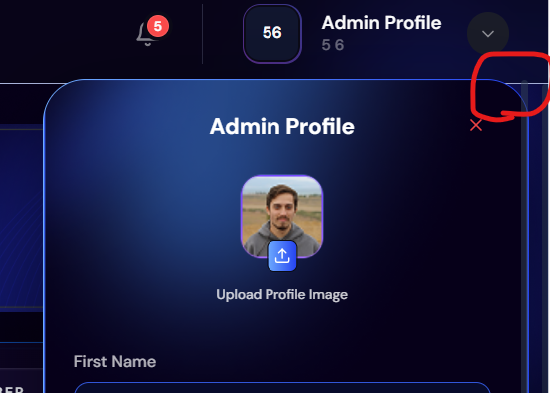 5
56
Admin Profile
5 6
Admin Profile
Upload Profile Image
First Name